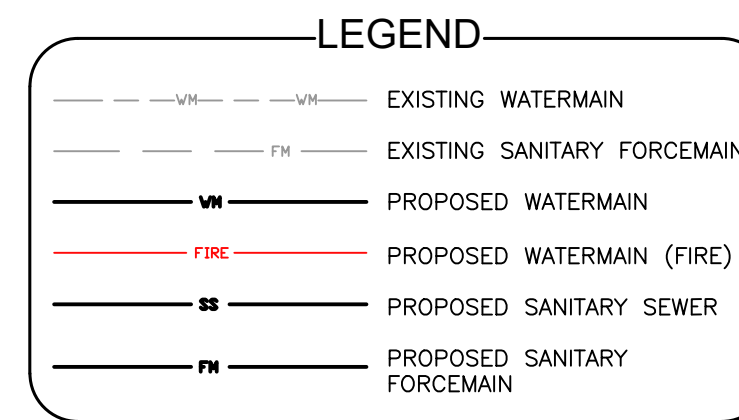 LEGEND
WM WM EXISTING WATERMAIN
FM EXISTING SANITARY FORCEMAIN
WM PROPOSED WATERMAIN
FIRE PROPOSED WATERMAIN (FIRE)
SS PROPOSED SANITARY SEWER
FM PROPOSED SANITARY
FORCEMAIN